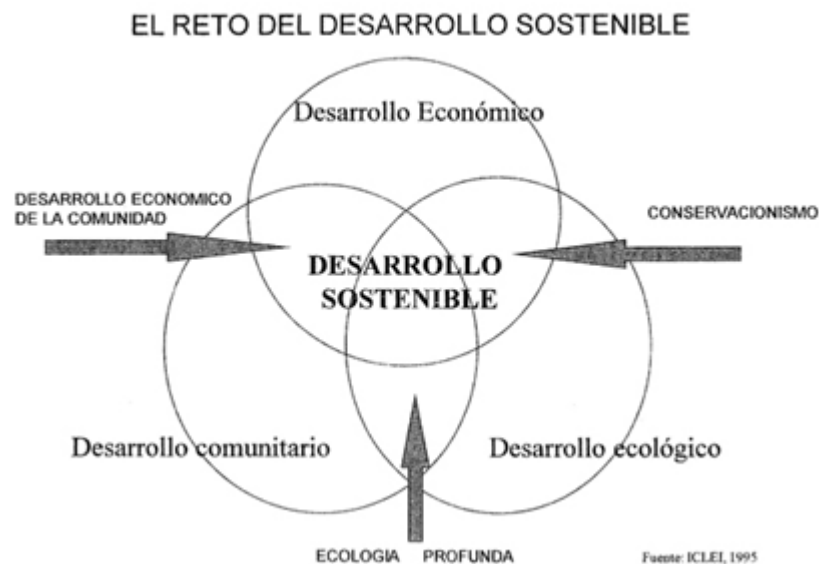 EL RETO DEL DESARROLLO SOSTENIBLE
Desarrollo Económico
DESARROLLO ECONOMICO
DE LA COMUNIDAD
CONSERVACIONISMO
DESARROLLO
SOSTENIBLE
Desarrollo comunitario
Desarrollo ecológico
ECOLOGIA PROFUNDA
Fuente: ICLEI, 1995